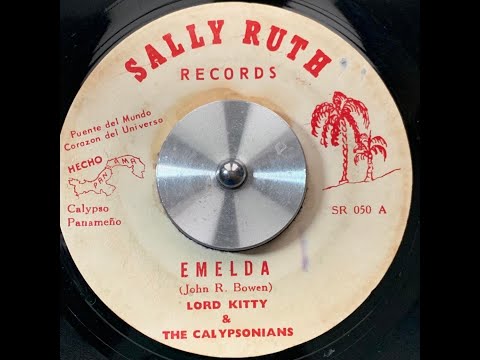 SALLY RUTH
RECORDS
Puente del Mundo
Corazon del Universo
HECHO
PANAMA
Calypso
Panameño
SR 050 A
EMELDA
(John R. Bowen)
LORD KITTY
&
THE CALYPSONIANS